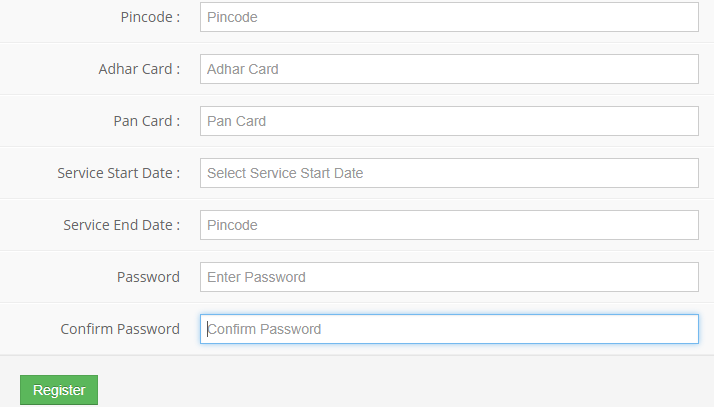 Pincode : Pincode
Adhar Card : Adhar Card
Pan Card : Pan Card
Service Start Date : Select Service Start Date
Service End Date : Pincode
Password Enter Password
Confirm Password Confirm Password
Register